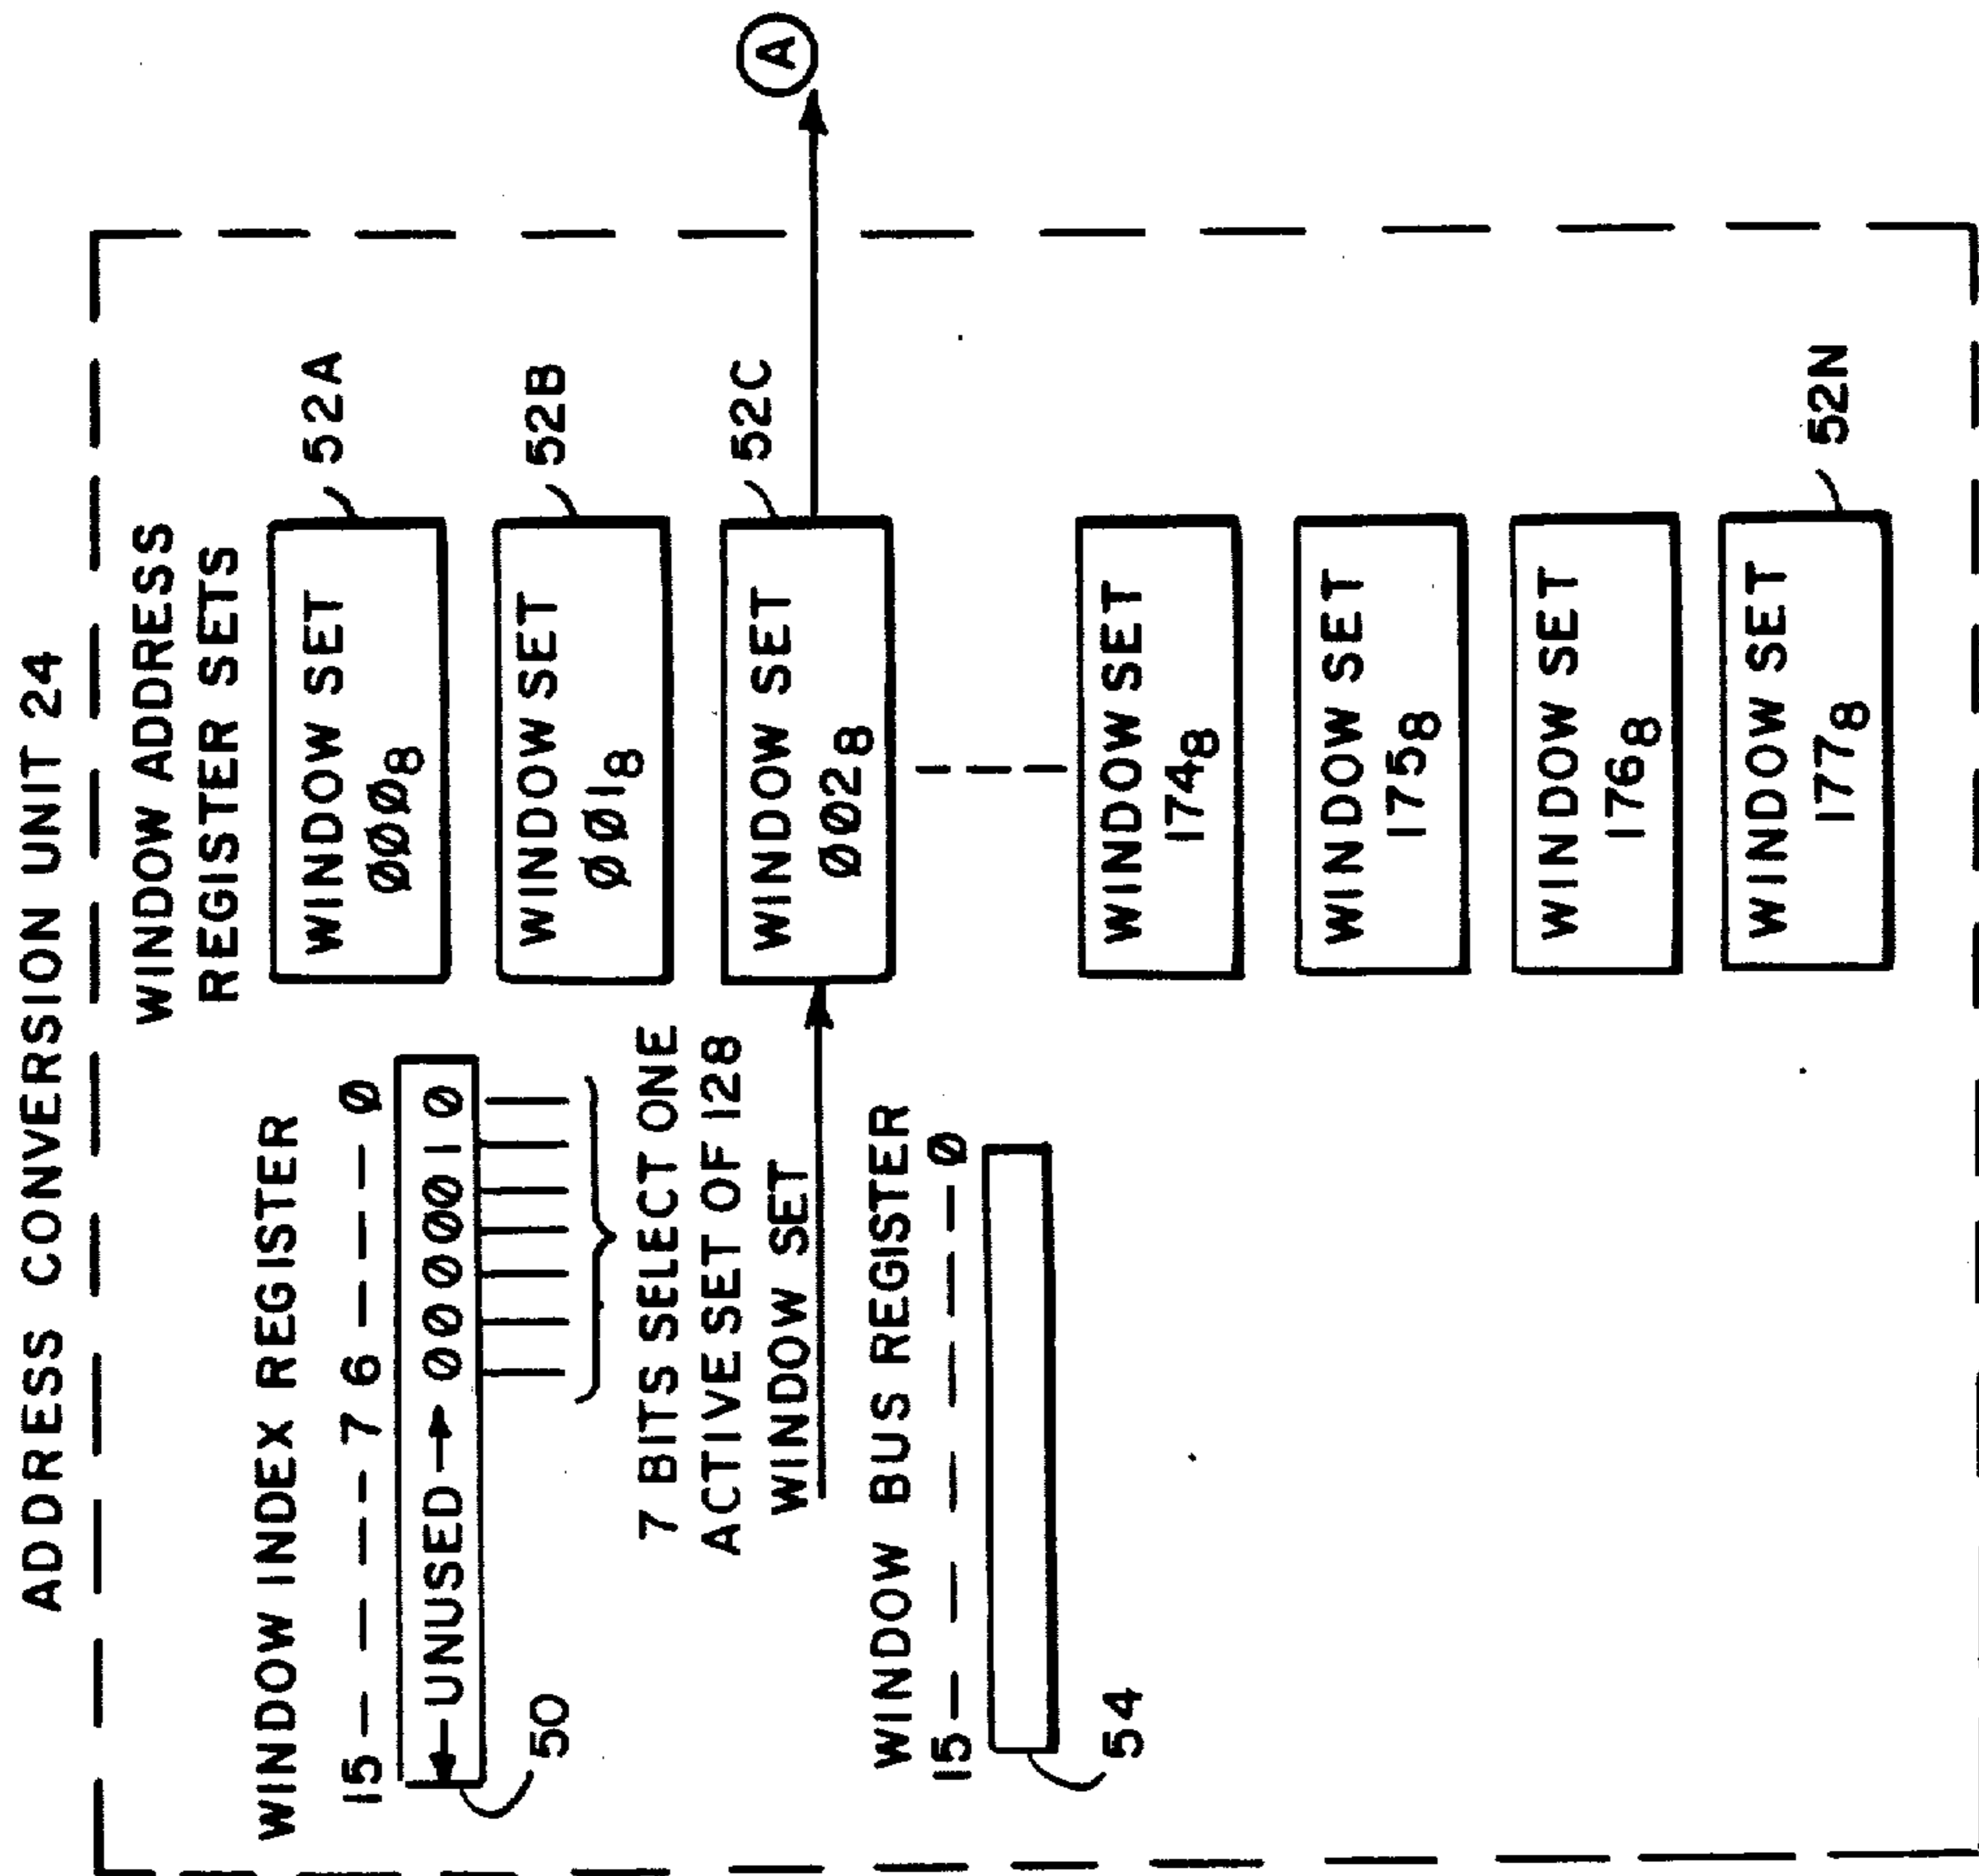 ADDRESS CONVERSION UNIT 24
WINDOW INDEX REGISTER
15 — — — — 7 6 — — — — Ø
← UNUSED → ØØØØØ1Ø
50
7 BITS SELECT ONE
ACTIVE SET OF 128
WINDOW SET
WINDOW BUS REGISTER
15 — — — — — — Ø
54
WINDOW ADDRESS
REGISTER SETS
WINDOW SET
ØØØ₈
52A
WINDOW SET
ØØ1₈
52B
WINDOW SET
ØØ2₈
52C
A
WINDOW SET
174₈
WINDOW SET
175₈
WINDOW SET
176₈
WINDOW SET
177₈
52N